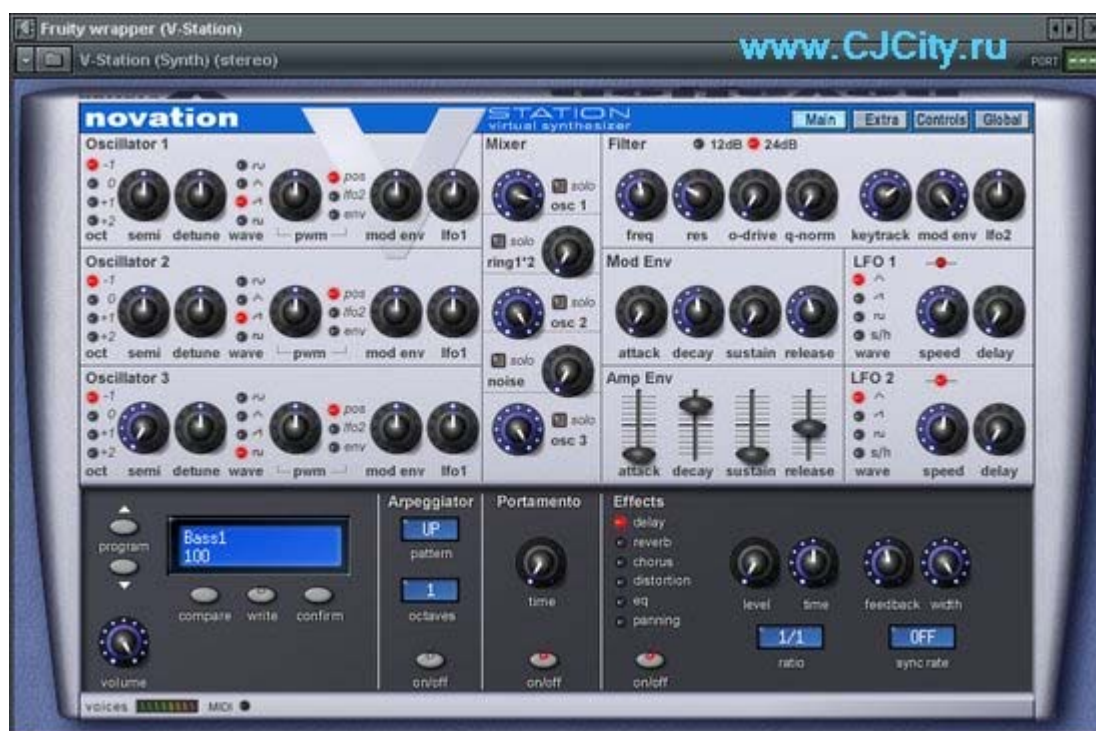 Fruity wrapper (V-Station)
www.CJCity.ru
V-Station (Synth) (stereo)
PORT
novation
V STATION
virtual synthesizer
Main Extra Controls Global
Oscillator 1
-1
0
+1
+2
oct semi detune wave pwm mod env lfo1
pos
lfo2
env
Oscillator 2
-1
0
+1
+2
oct semi detune wave pwm mod env lfo1
pos
lfo2
env
Oscillator 3
-1
0
+1
+2
oct semi detune wave pwm mod env lfo1
pos
lfo2
env
Mixer
solo
osc 1
solo
ring1*2
solo
osc 2
solo
noise
solo
osc 3
Filter 12dB 24dB
freq res o-drive q-norm keytrack mod env lfo2
Mod Env
attack decay sustain release
LFO 1
s/h
wave speed delay
Amp Env
attack decay sustain release
LFO 2
s/h
wave speed delay
program
Bass1
100
compare write confirm
volume
Arpeggiator
UP
pattern
1
octaves
on/off
Portamento
time
on/off
Effects
delay
reverb
chorus
distortion
eq
panning
on/off
level time feedback width
1/1 OFF
ratio sync rate
voices MIDI